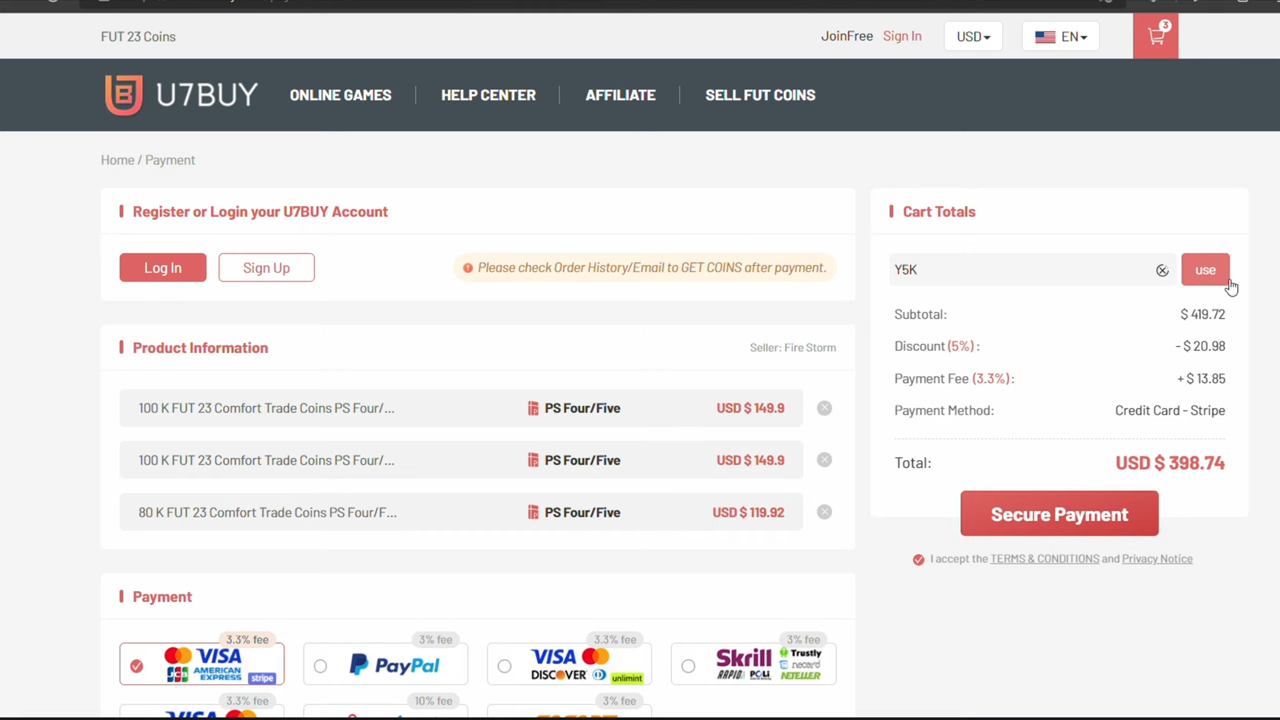 FUT 23 Coins
JoinFree Sign In USD EN 3
U7BUY ONLINE GAMES HELP CENTER AFFILIATE SELL FUT COINS
Home / Payment
Register or Login your U7BUY Account
Log In Sign Up Please check Order History/Email to GET COINS after payment.
Product Information Seller: Fire Storm
100 K FUT 23 Comfort Trade Coins PS Four/... PS Four/Five USD $ 149.9
100 K FUT 23 Comfort Trade Coins PS Four/... PS Four/Five USD $ 149.9
80 K FUT 23 Comfort Trade Coins PS Four/F... PS Four/Five USD $ 119.92
Payment
3.3% fee 3% fee 3.3% fee 3% fee
VISA AMERICAN EXPRESS JCB stripe
PayPal
VISA DISCOVER unlimint
Skrill Trustly RAPID POLi NETELLER
3.3% fee 10% fee 3% fee
VISA
Cart Totals
Y5K use
Subtotal: $ 419.72
Discount (5%) : - $ 20.98
Payment Fee (3.3%) : + $ 13.85
Payment Method: Credit Card - Stripe
Total: USD $ 398.74
Secure Payment
I accept the TERMS & CONDITIONS and Privacy Notice